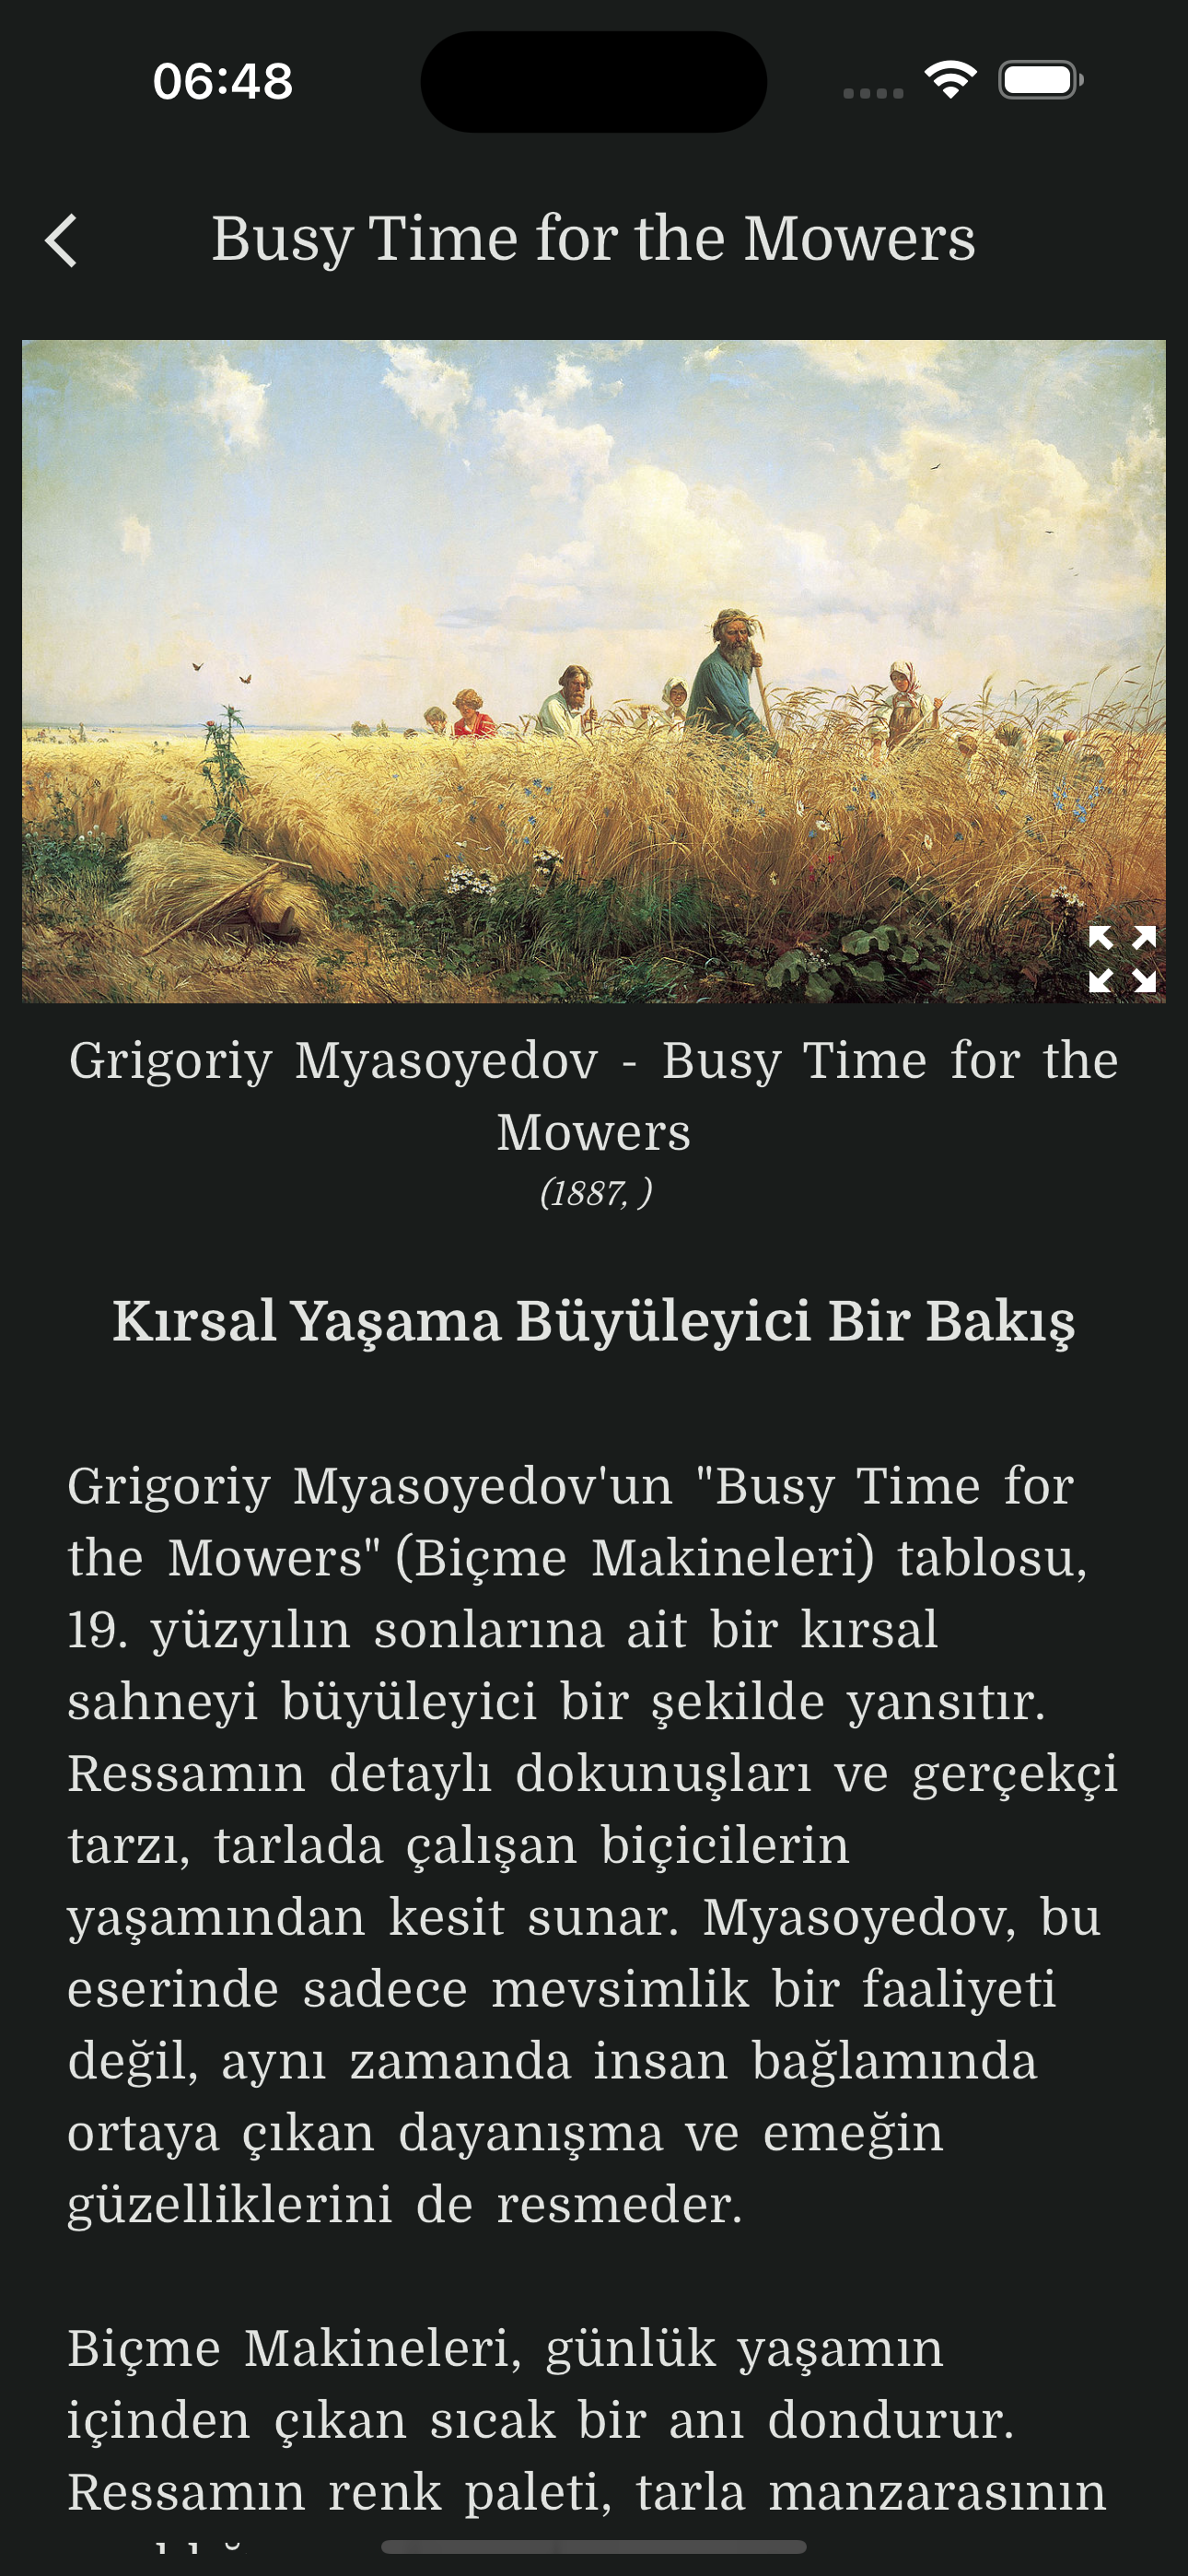 06:48
Busy Time for the Mowers
Grigoriy Myasoyedov - Busy Time for the
Mowers
(1887, )
Kırsal Yaşama Büyüleyici Bir Bakış
Grigoriy Myasoyedov'un "Busy Time for
the Mowers" (Biçme Makineleri) tablosu,
19. yüzyılın sonlarına ait bir kırsal
sahneyi büyüleyici bir şekilde yansıtır.
Ressamın detaylı dokunuşları ve gerçekçi
tarzı, tarlada çalışan biçicilerin
yaşamından kesit sunar. Myasoyedov, bu
eserinde sadece mevsimlik bir faaliyeti
değil, aynı zamanda insan bağlamında
ortaya çıkan dayanışma ve emeğin
güzelliklerini de resmeder.
Biçme Makineleri, günlük yaşamın
içinden çıkan sıcak bir anı dondurur.
Ressamın renk paleti, tarla manzarasının